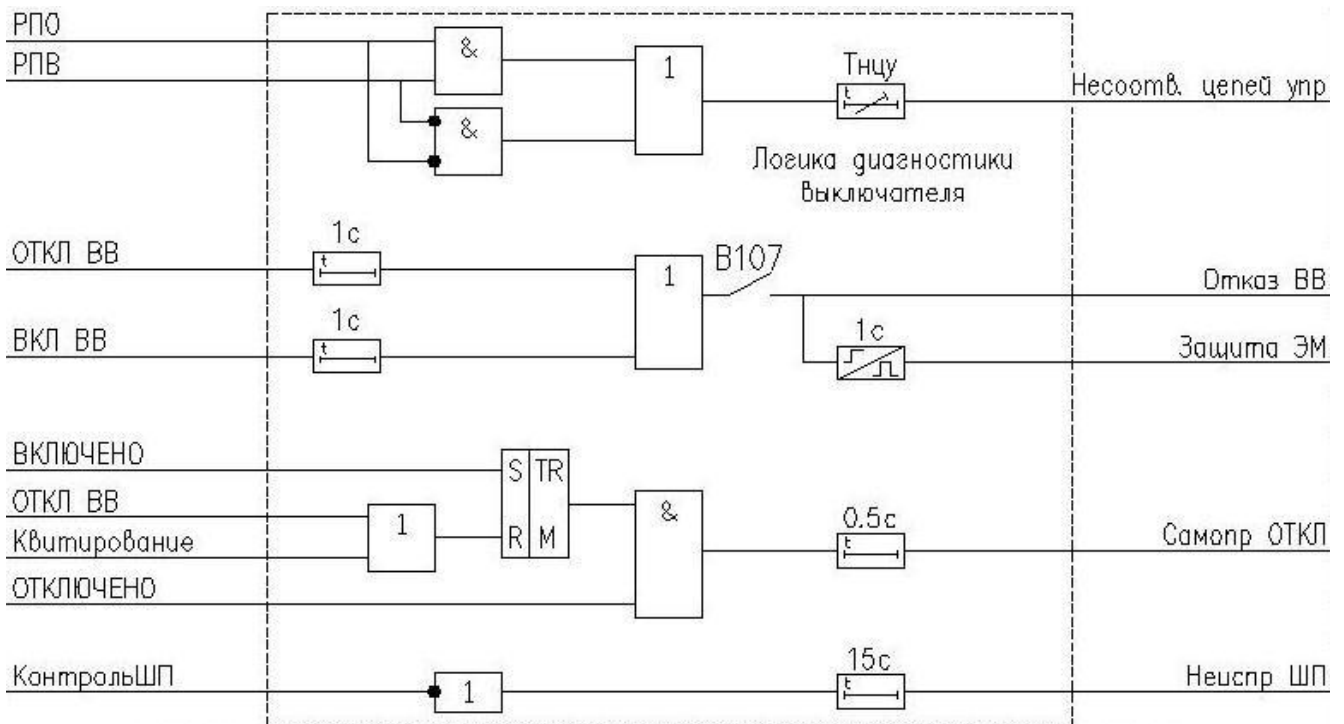 РПО
РПВ
&
1
Тнцу
t
Несоотв. цепей упр
&
Логика диагностики
выключателя
ОТКЛ ВВ
1с
t
1
В107
Отказ ВВ
ВКЛ ВВ
1с
t
1с
Защита ЭМ
ВКЛЮЧЕНО
S TR
ОТКЛ ВВ
1
&
0.5с
t
Квитирование
R M
Самопр ОТКЛ
ОТКЛЮЧЕНО
КонтрольШП
1
15с
t
Неиспр ШП